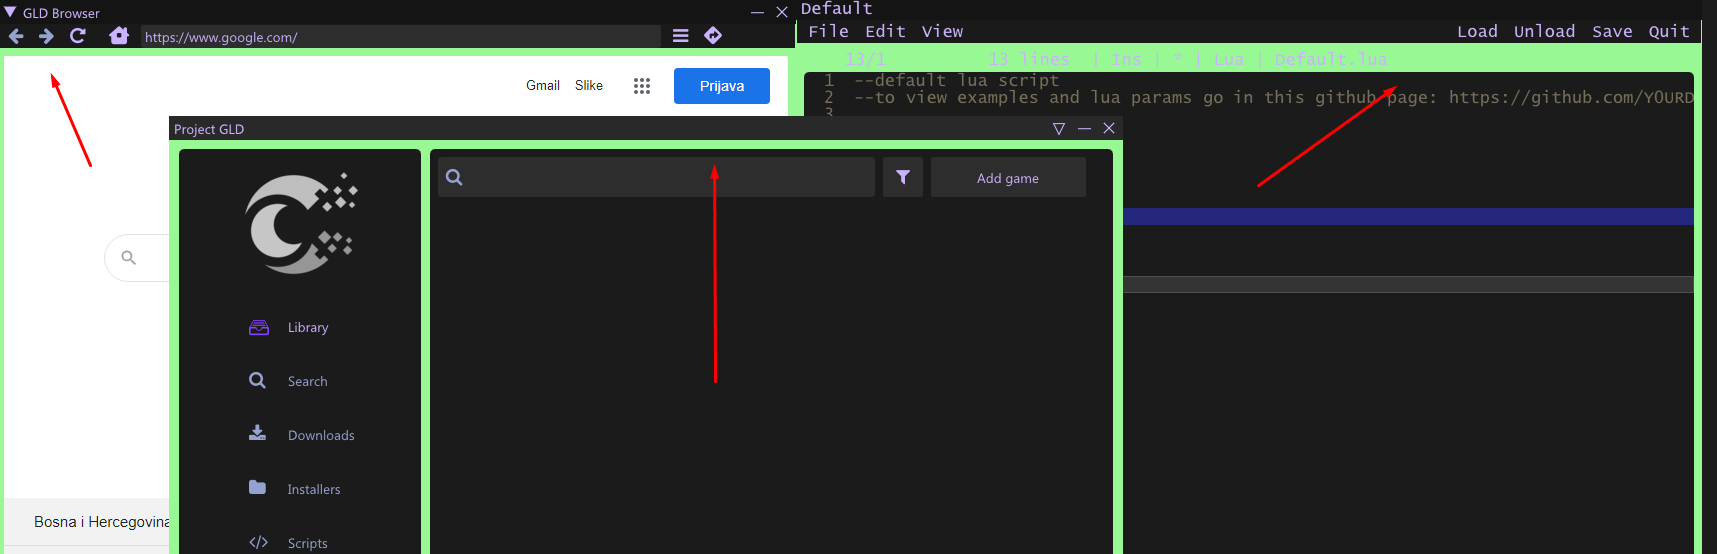 GLD Browser
https://www.google.com/
Gmail Slike Prijava
Bosna i Hercegovina
Default
File Edit View Load Unload Save Quit
13/1 13 lines | Ins | * | Lua | Default.lua
1 --default lua script
2 --to view examples and lua params go in this github page: https://github.com/YOURD
3
Project GLD
Add game
Library
Search
Downloads
Installers
Scripts